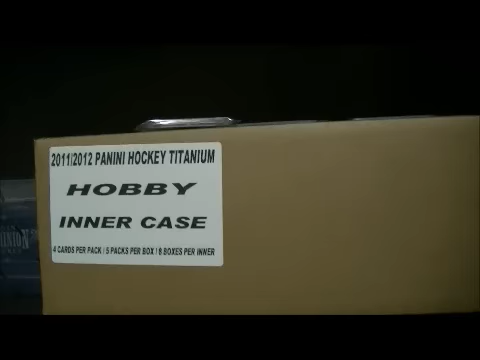 2011/2012 PANINI HOCKEY TITANIUM
HOBBY
INNER CASE
4 CARDS PER PACK / 5 PACKS PER BOX / 8 BOXES PER INNER